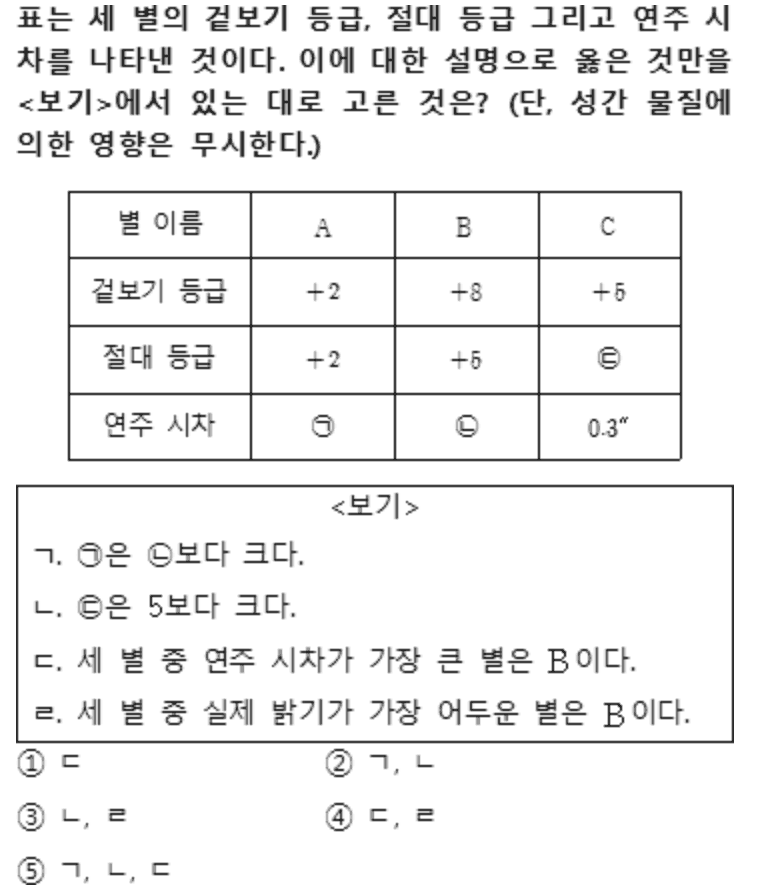 표는 세 별의 겉보기 등급, 절대 등급 그리고 연주 시
차를 나타낸 것이다. 이에 대한 설명으로 옳은 것만을
<보기>에서 있는 대로 고른 것은? (단, 성간 물질에
의한 영향은 무시한다.)
별 이름 A B C
겉보기 등급 +2 +8 +5
절대 등급 +2 +5 ㉢
연주 시차 ㉠ ㉡ 0.3″
<보기>
ㄱ. ㉠은 ㉡보다 크다.
ㄴ. ㉢은 5보다 크다.
ㄷ. 세 별 중 연주 시차가 가장 큰 별은 B이다.
ㄹ. 세 별 중 실제 밝기가 가장 어두운 별은 B이다.
① ㄷ ② ㄱ, ㄴ
③ ㄴ, ㄹ ④ ㄷ, ㄹ
⑤ ㄱ, ㄴ, ㄷ